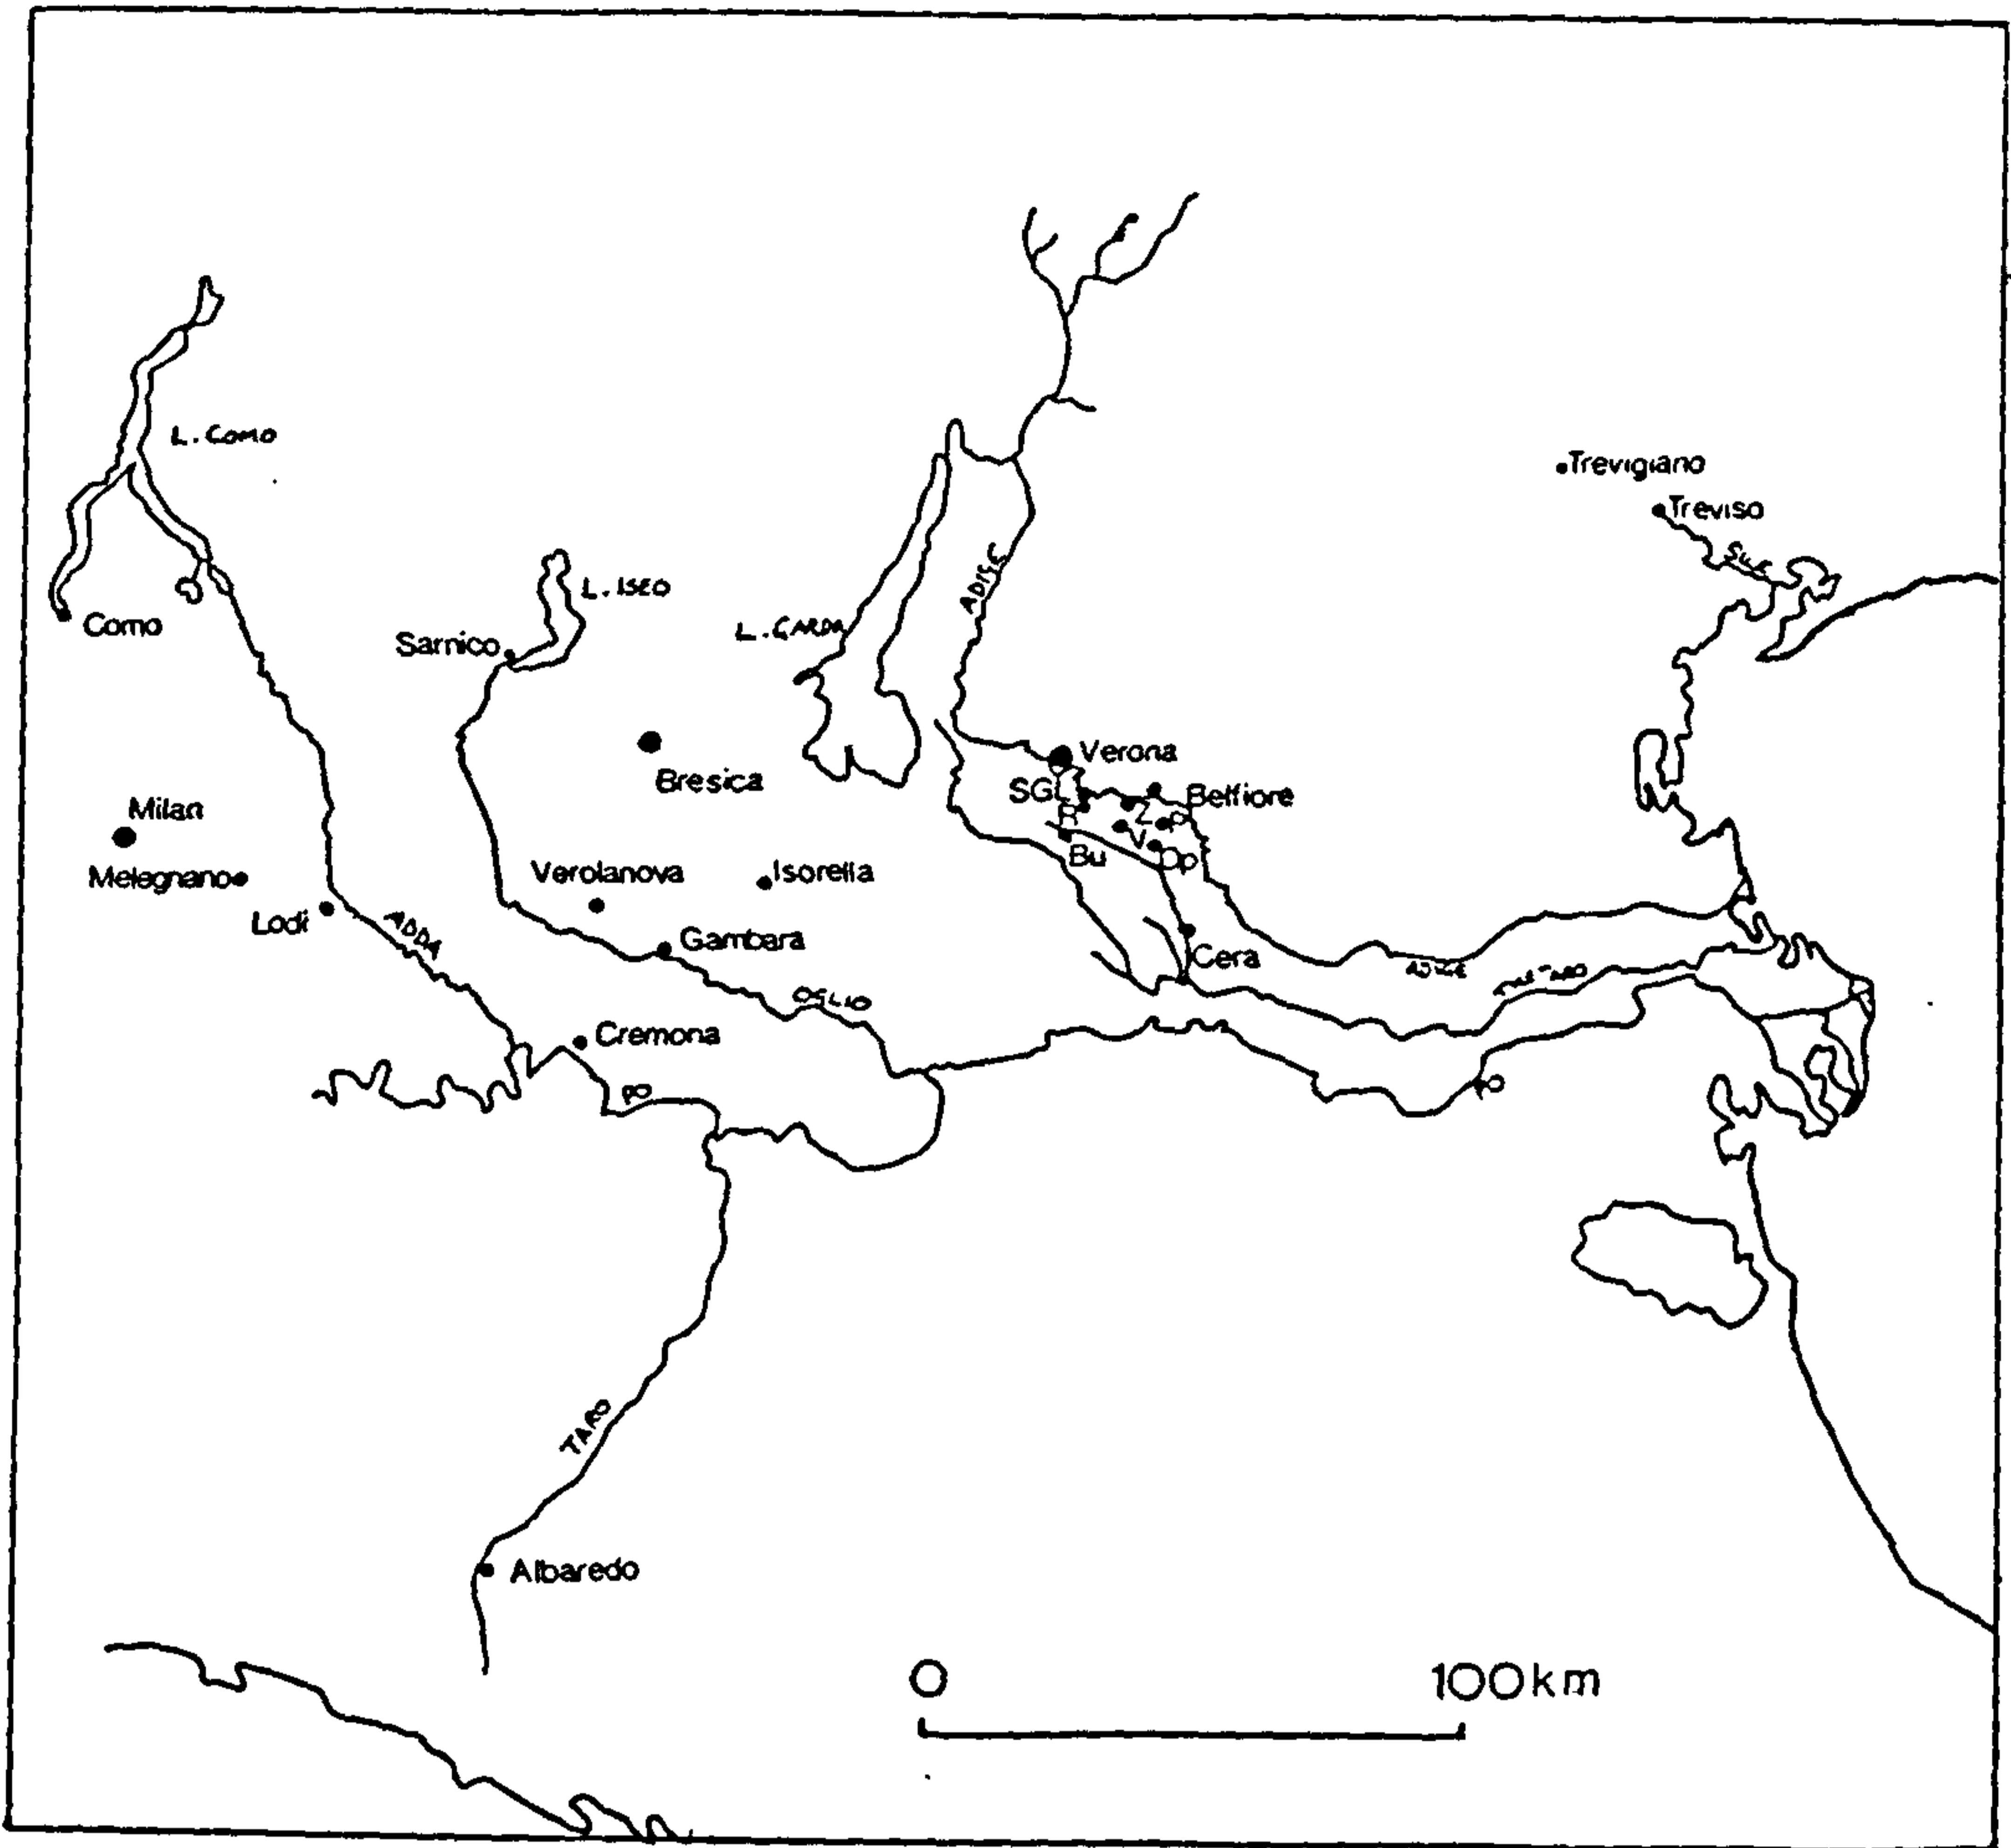 L. COMO
Trevigiano
Treviso
SILE
L. ISEO
ADIGE
Como
Sarnico
L. GARDA
Verona
Bresica
SGL
Belfiore
R
Z
P
Milan
V
Bu
Op
Melegnano
Verolanova
Isorella
Lodi
ADDA
Gambara
Cera
ADIGE
OGLIO
Cremona
PO
PO
TARO
Albaredo
0 100km